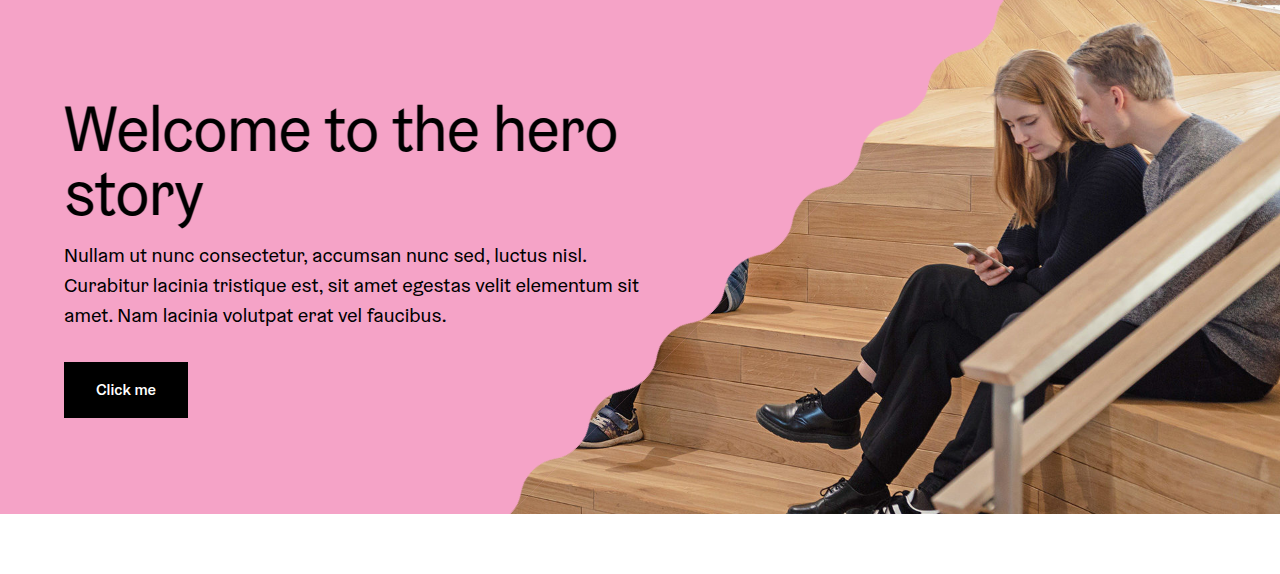 Welcome to the hero
story
Nullam ut nunc consectetur, accumsan nunc sed, luctus nisl.
Curabitur lacinia tristique est, sit amet egestas velit elementum sit
amet. Nam lacinia volutpat erat vel faucibus.
Click me